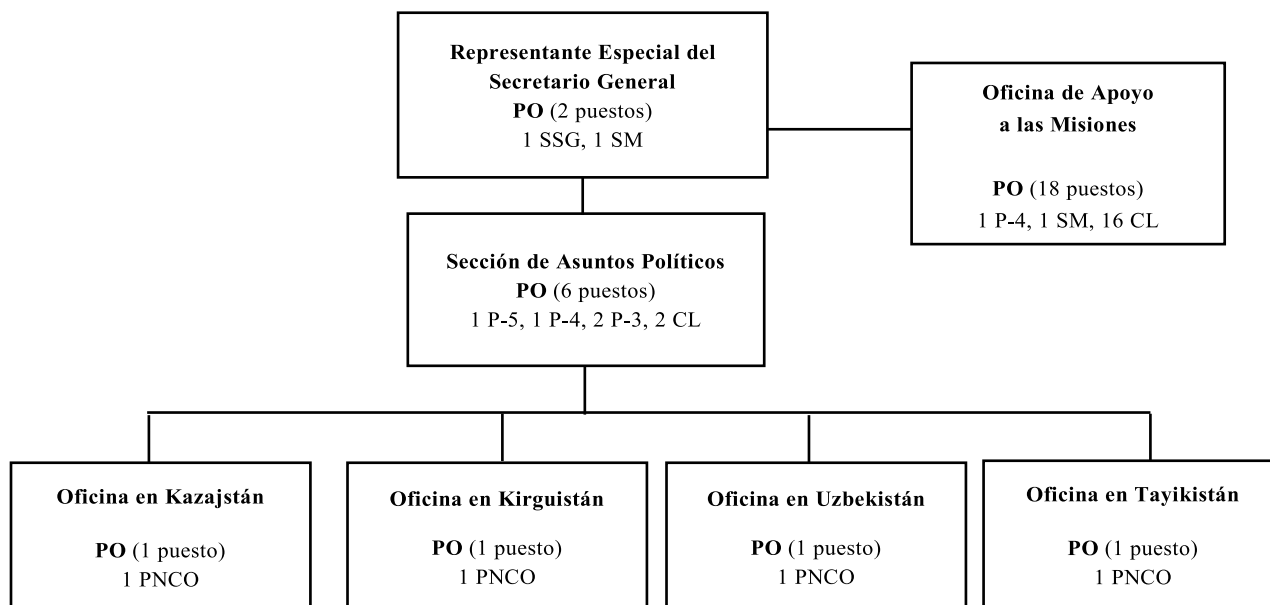 Representante Especial del
Secretario General
PO (2 puestos)
1 SSG, 1 SM
Oficina de Apoyo
a las Misiones
PO (18 puestos)
1 P-4, 1 SM, 16 CL
Sección de Asuntos Políticos
PO (6 puestos)
1 P-5, 1 P-4, 2 P-3, 2 CL
Oficina en Kazajstán
PO (1 puesto)
1 PNCO
Oficina en Kirguistán
PO (1 puesto)
1 PNCO
Oficina en Uzbekistán
PO (1 puesto)
1 PNCO
Oficina en Tayikistán
PO (1 puesto)
1 PNCO